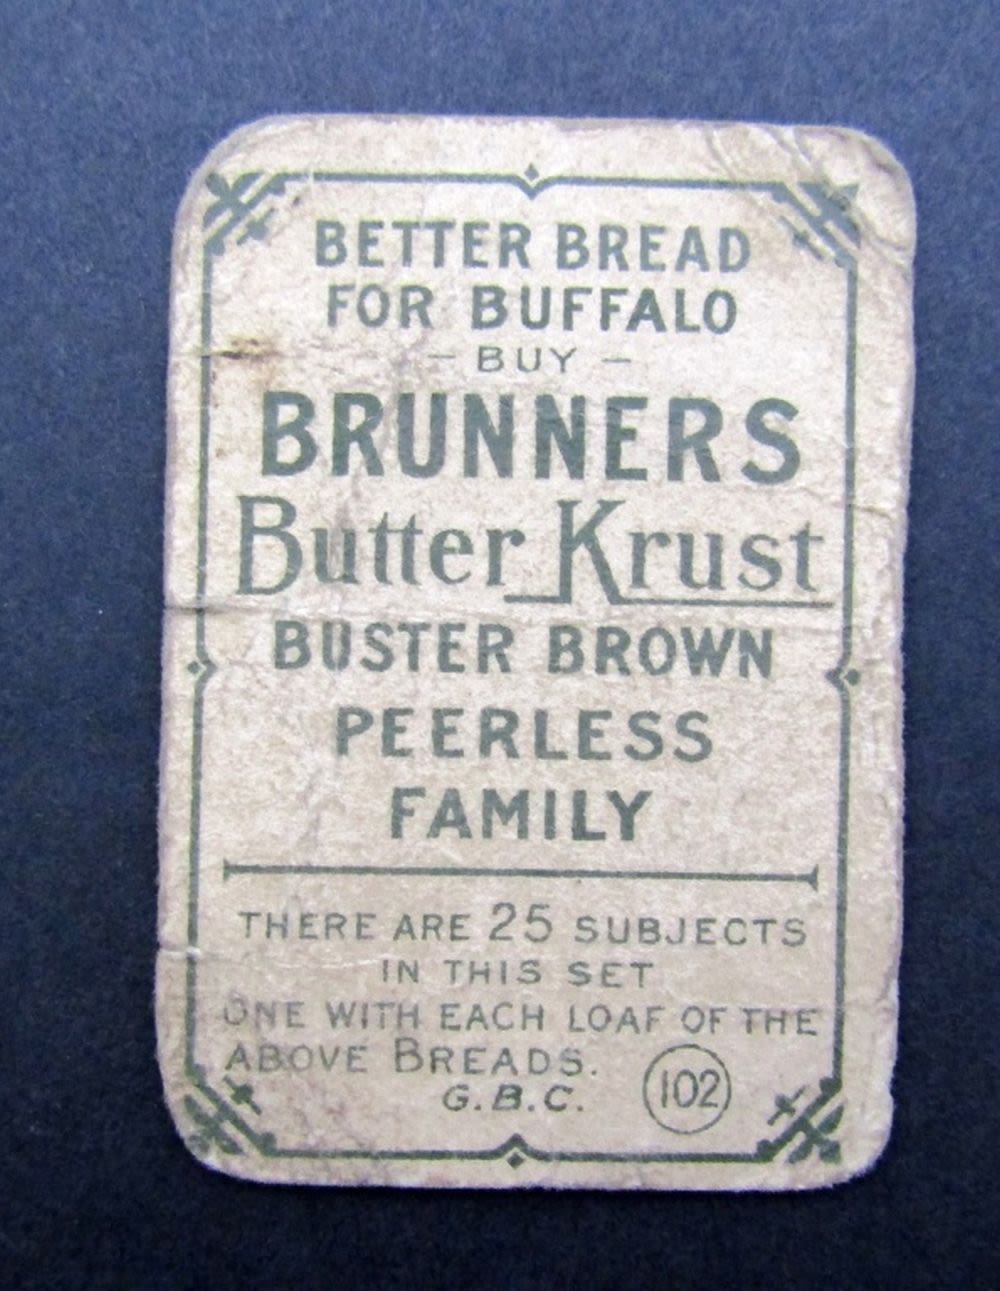 BETTER BREAD
FOR BUFFALO
- BUY -
BRUNNERS
Butter Krust
BUSTER BROWN
PEERLESS
FAMILY
THERE ARE 25 SUBJECTS
IN THIS SET
ONE WITH EACH LOAF OF THE
ABOVE BREADS.
G.B.C.
102